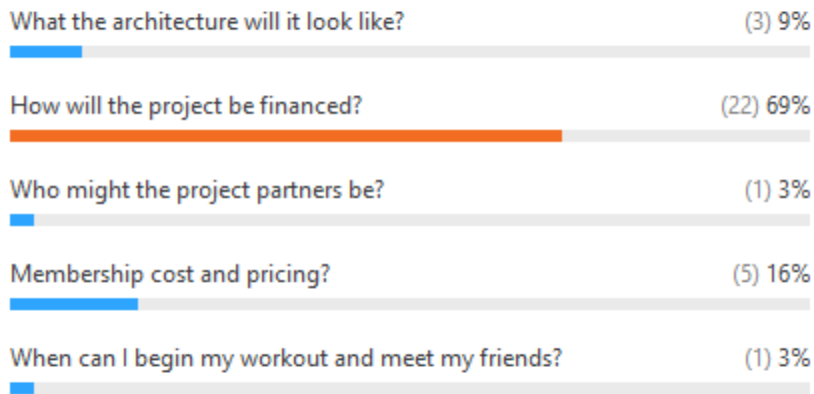 What the architecture will it look like? (3) 9%
How will the project be financed? (22) 69%
Who might the project partners be? (1) 3%
Membership cost and pricing? (5) 16%
When can I begin my workout and meet my friends? (1) 3%